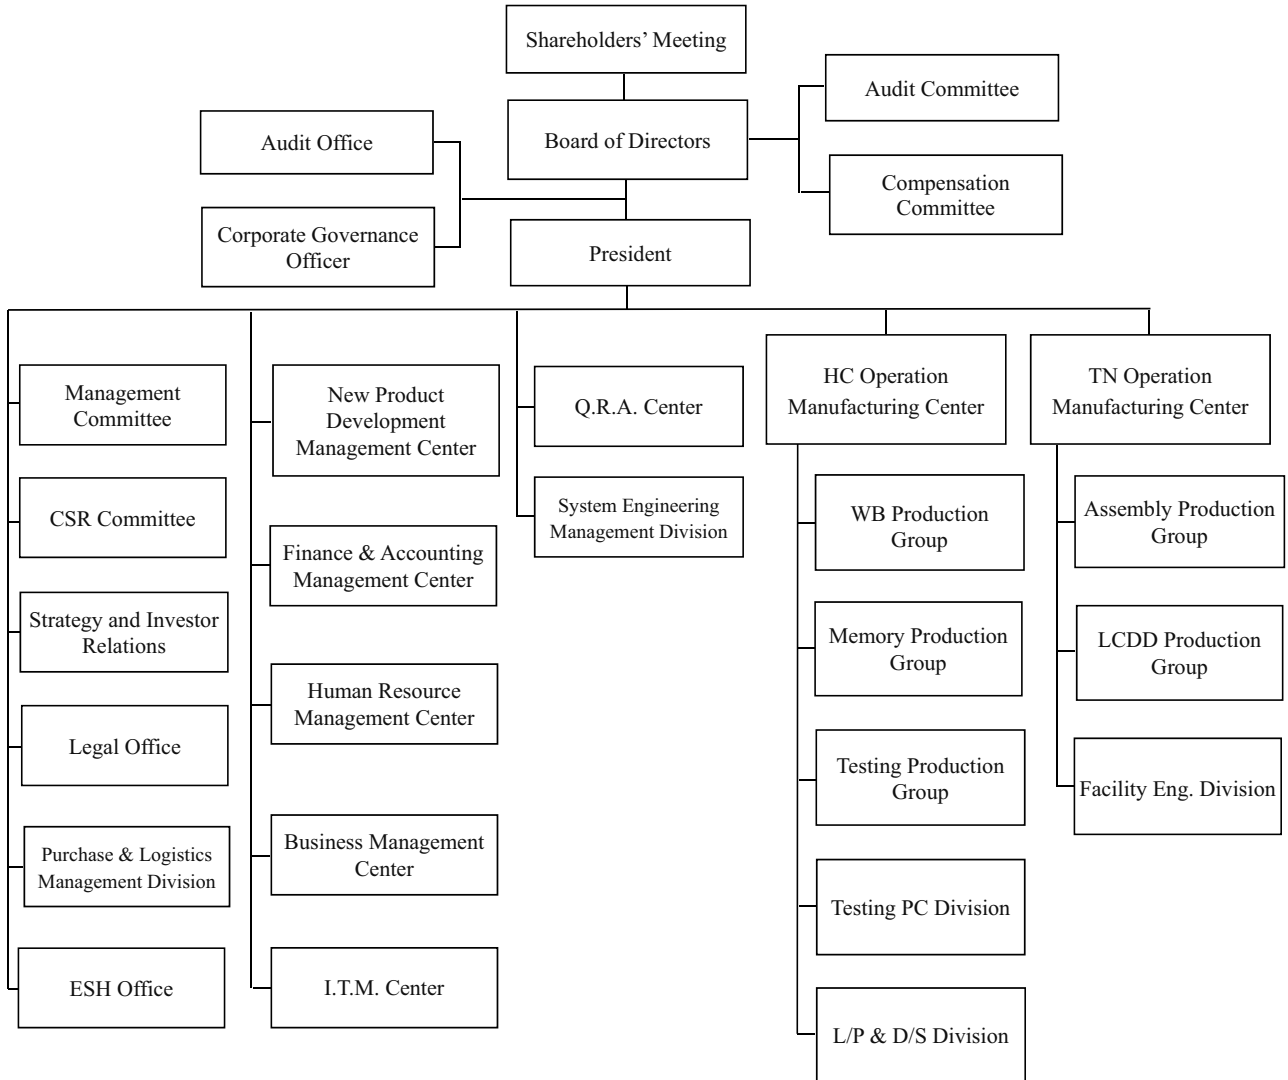 Shareholders’ Meeting
Board of Directors
Audit Committee
Compensation
Committee
Audit Office
Corporate Governance
Officer
President
Management
Committee
CSR Committee
Strategy and Investor
Relations
Legal Office
Purchase & Logistics
Management Division
ESH Office
New Product
Development
Management Center
Finance & Accounting
Management Center
Human Resource
Management Center
Business Management
Center
I.T.M. Center
Q.R.A. Center
System Engineering
Management Division
HC Operation
Manufacturing Center
WB Production
Group
Memory Production
Group
Testing Production
Group
Testing PC Division
L/P & D/S Division
TN Operation
Manufacturing Center
Assembly Production
Group
LCDD Production
Group
Facility Eng. Division